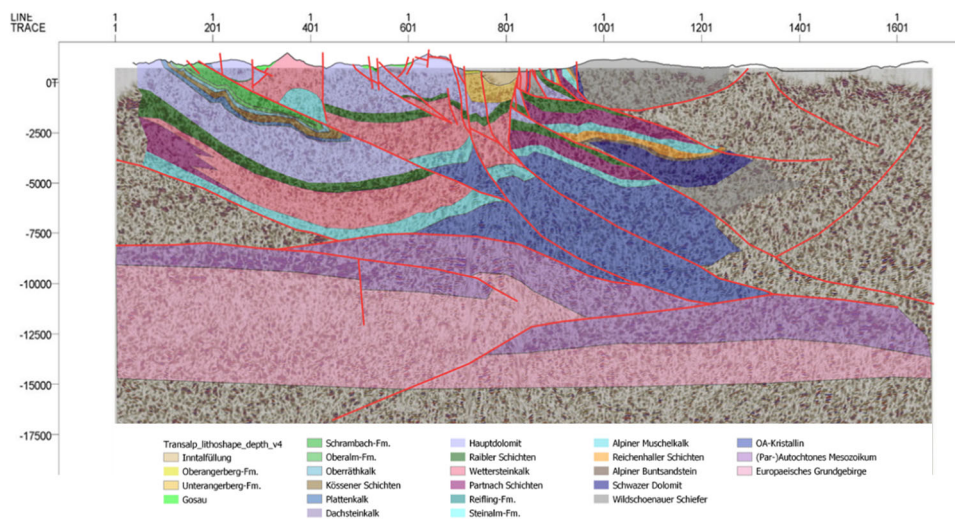 LINE 1 1 1 1 1 1 1 1 1
TRACE 1 201 401 601 801 1001 1201 1401 1601
0T
-2500
-5000
-7500
-10000
-12500
-15000
-17500
Transalp_lithoshape_depth_v4
Inntalfüllung
Oberangerberg-Fm.
Unterangerberg-Fm.
Gosau
Schrambach-Fm.
Oberalm-Fm.
Oberräthkalk
Kössener Schichten
Plattenkalk
Dachsteinkalk
Hauptdolomit
Raibler Schichten
Wettersteinkalk
Partnach Schichten
Reifling-Fm.
Steinalm-Fm.
Alpiner Muschelkalk
Reichenhaller Schichten
Alpiner Buntsandstein
Schwazer Dolomit
Wildschoenauer Schiefer
OA-Kristallin
(Par-)Autochtones Mesozoikum
Europaeisches Grundgebirge